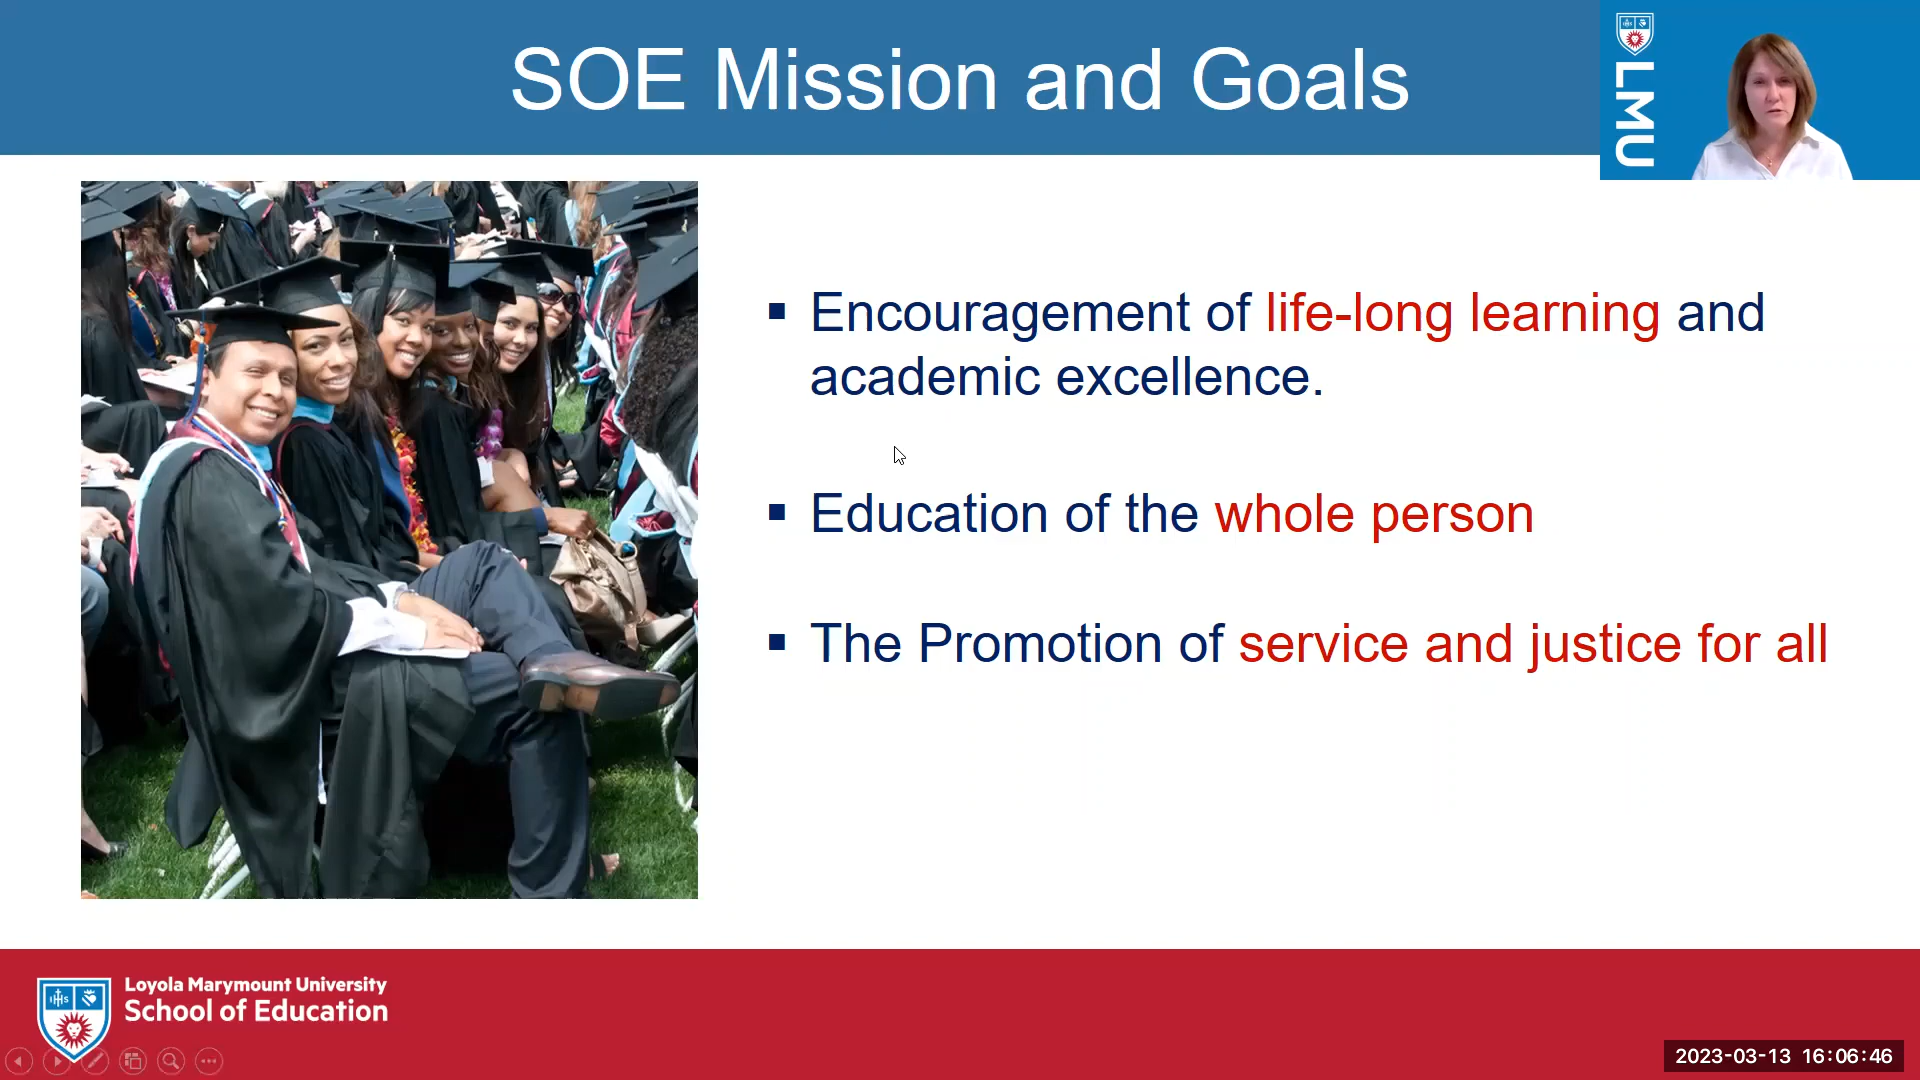 SOE Mission and Goals
LMU
▪ Encouragement of life-long learning and
academic excellence.
▪ Education of the whole person
▪ The Promotion of service and justice for all
Loyola Marymount University
School of Education
2023-03-13 16:06:46